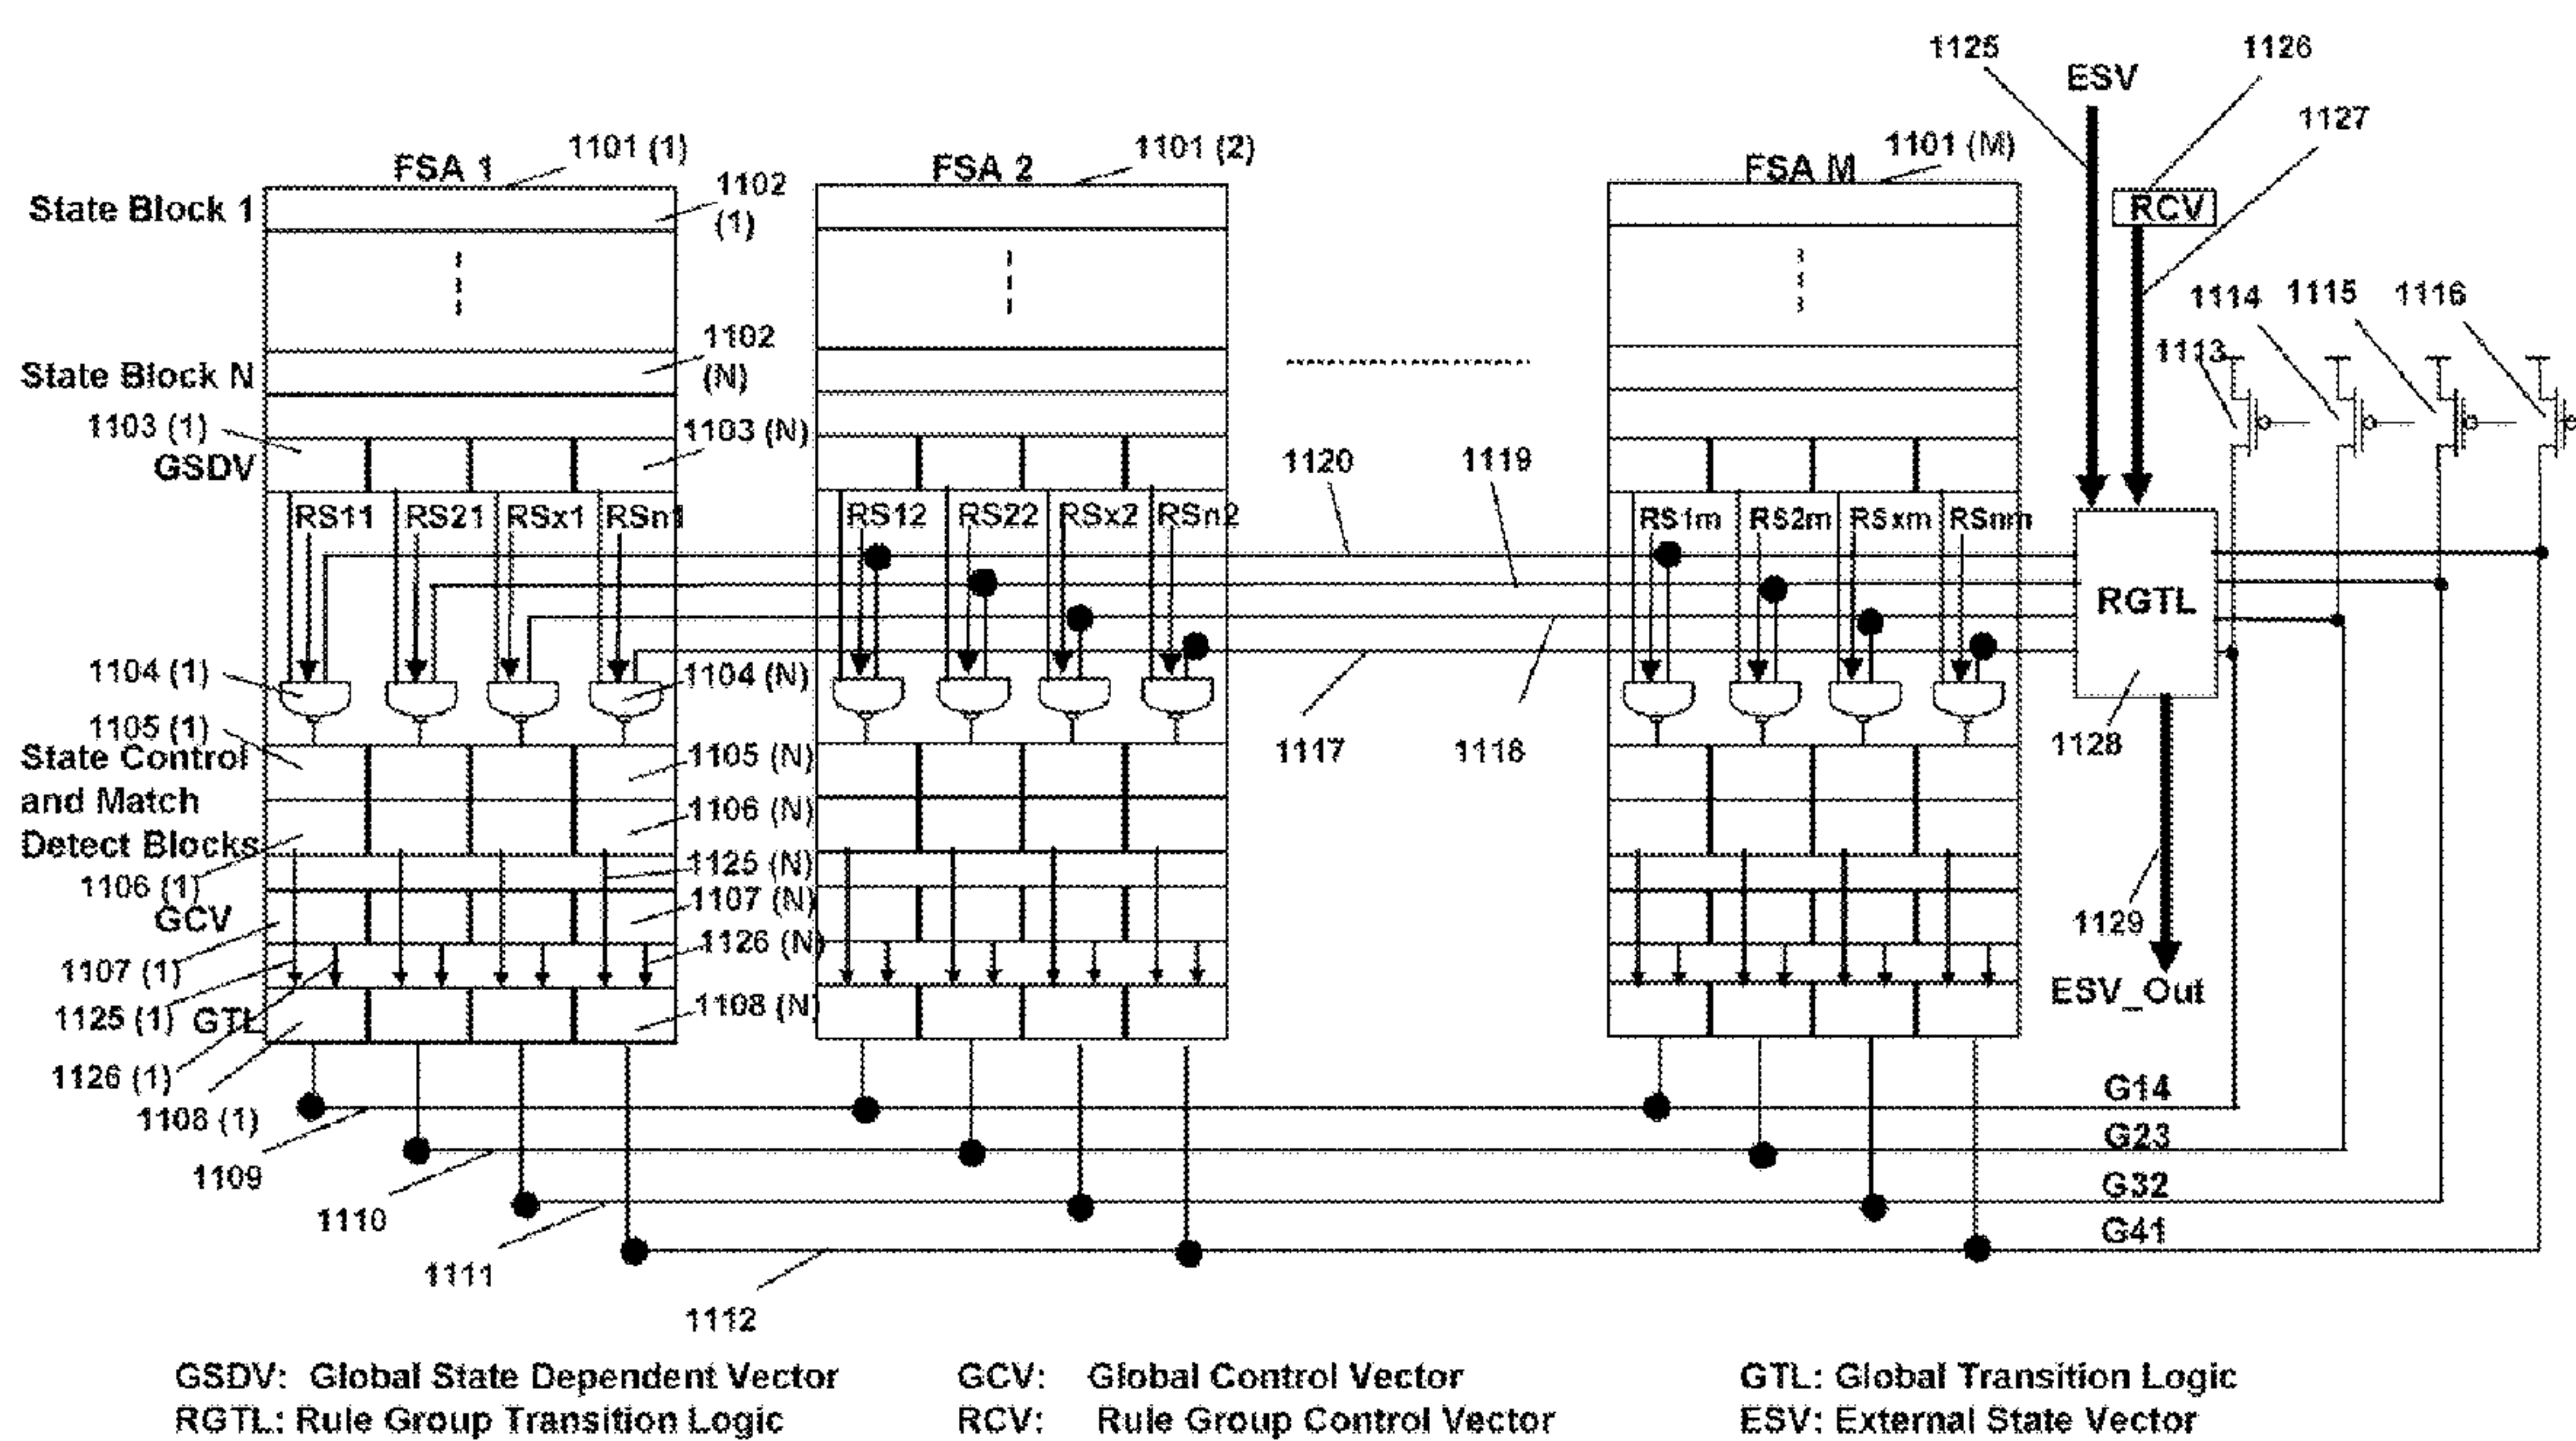 1125
1126
ESV
1127
1101 (1)
1101 (2)
1101 (M)
FSA 1
FSA 2
FSA M
State Block 1
1102
(1)
RCV
1114
1115
1116
1113
1102
(N)
State Block N
1103 (1)
1103 (N)
GSDV
1120
1119
RS11
RS21
RSx1
RSn1
RS12
RS22
RSx2
RSn2
RS1m
RS2m
RSxm
RSnm
RGTL
1104 (1)
1104 (N)
1105 (1)
1117
1118
1128
State Control
and Match
Detect Blocks
1105 (N)
1106 (N)
1125 (N)
1106 (1)
GCV
1107 (N)
1129
1126 (N)
1107 (1)
ESV_Out
1125 (1)
GTL
1108 (N)
1126 (1)
1108 (1)
G14
1109
G23
1110
G32
1111
G41
1112
GSDV: Global State Dependent Vector
GCV: Global Control Vector
GTL: Global Transition Logic
RGTL: Rule Group Transition Logic
RCV: Rule Group Control Vector
ESV: External State Vector